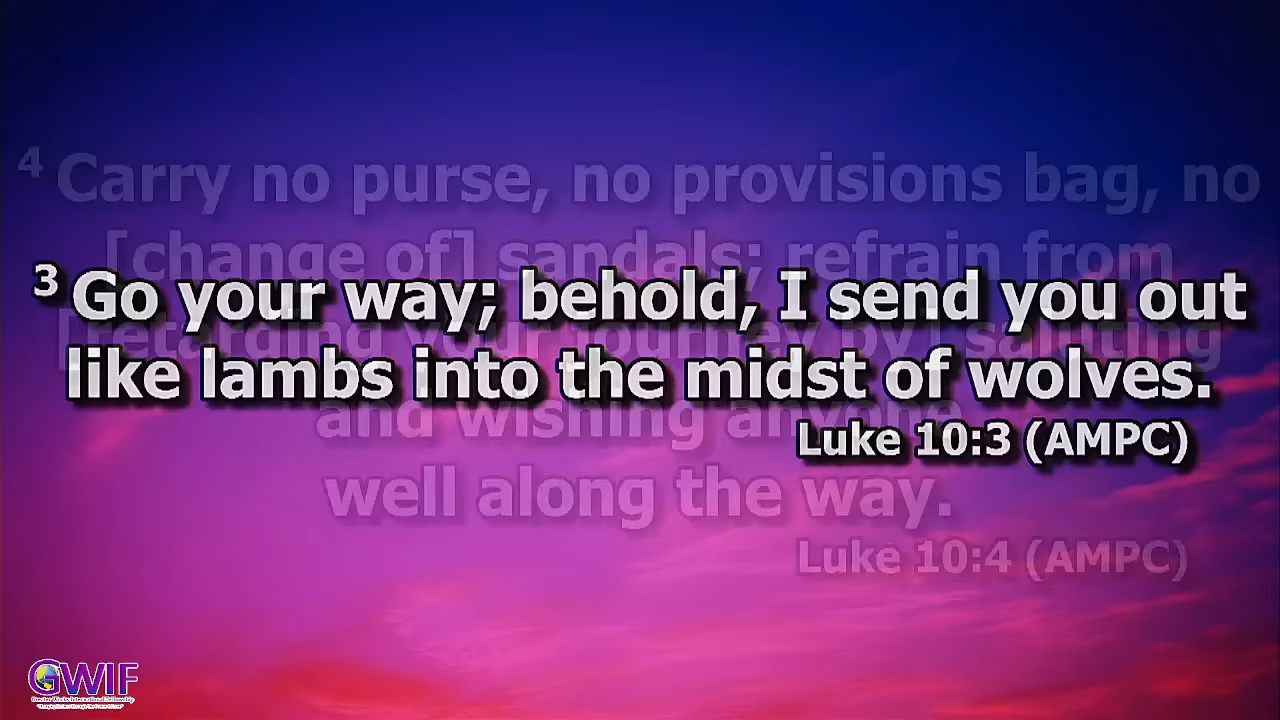 4 Carry no purse, no provisions bag, no
[change of] sandals; refrain from
[retarding your journey by] saluting
and wishing anyone
well along the way.
Luke 10:4 (AMPC)
3 Go your way; behold, I send you out
like lambs into the midst of wolves.
Luke 10:3 (AMPC)
GWIF